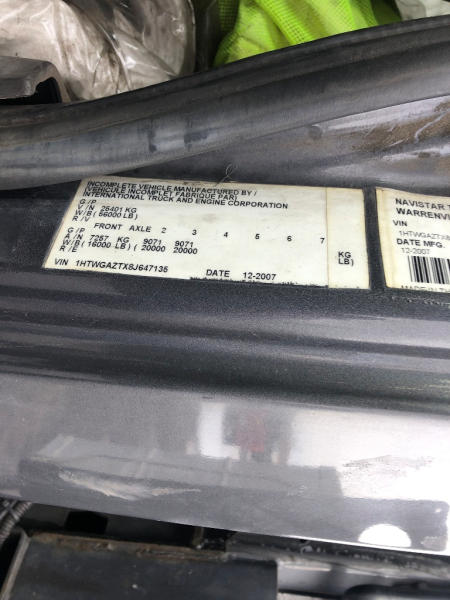 INCOMPLETE VEHICLE MANUFACTURED BY/
(VEHICULE INCOMPLET FABRIQUE PAR)
INTERNATIONAL TRUCK AND ENGINE CORPORATION
G/P
V/N 25401 KG
W/B (56000 LB)
R/V
FRONT AXLE 2 3 4 5 6 7
G/P
A/N 7257 KG 9071 9071 KG
W/B (16000 LB) (20000 20000 LB)
R/E
VIN 1HTWGAZTX8J647135 DATE 12-2007
NAVISTAR
VIN
DATE MFG.
12-2007